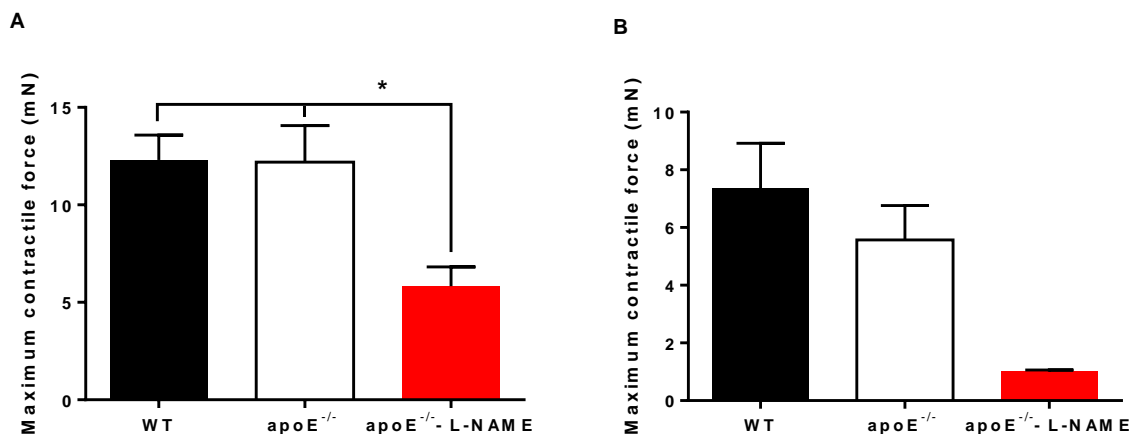 A
Maximum contractile force (mN)
15
10
5
0
*
WT
apoE-/-
apoE-/-- L-NAME
B
Maximum contractile force (mN)
10
8
6
4
2
0
WT
apoE-/-
apoE-/-- L-NAME